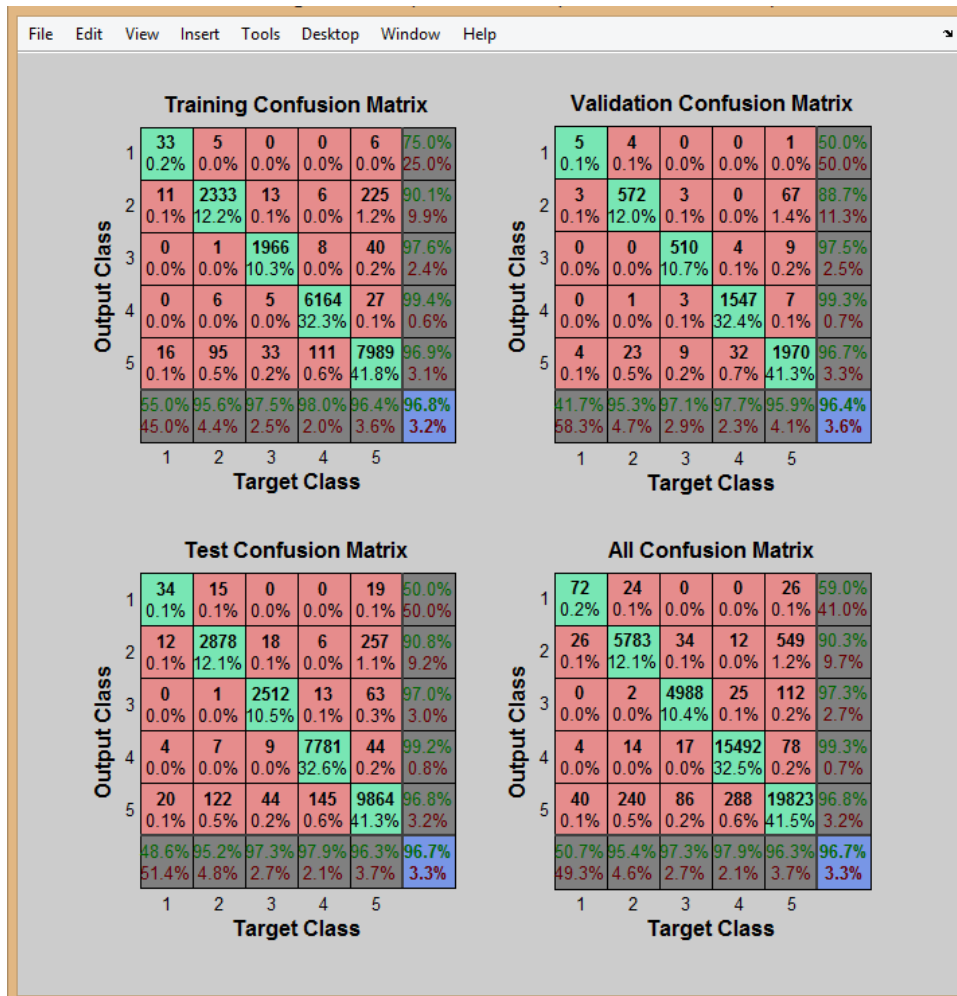 File Edit View Insert Tools Desktop Window Help
Training Confusion Matrix
1 33 5 0 0 6 75.0%
0.2% 0.0% 0.0% 0.0% 0.0% 25.0%
2 11 2333 13 6 225 90.1%
0.1% 12.2% 0.1% 0.0% 1.2% 9.9%
3 0 1 1966 8 40 97.6%
0.0% 0.0% 10.3% 0.0% 0.2% 2.4%
4 0 6 5 6164 27 99.4%
0.0% 0.0% 0.0% 32.3% 0.1% 0.6%
5 16 95 33 111 7989 96.9%
0.1% 0.5% 0.2% 0.6% 41.8% 3.1%
55.0% 95.6% 97.5% 98.0% 96.4% 96.8%
45.0% 4.4% 2.5% 2.0% 3.6% 3.2%
1 2 3 4 5
Target Class
Output Class
Validation Confusion Matrix
1 5 4 0 0 1 50.0%
0.1% 0.1% 0.0% 0.0% 0.0% 50.0%
2 3 572 3 0 67 88.7%
0.1% 12.0% 0.1% 0.0% 1.4% 11.3%
3 0 0 510 4 9 97.5%
0.0% 0.0% 10.7% 0.1% 0.2% 2.5%
4 0 1 3 1547 7 99.3%
0.0% 0.0% 0.1% 32.4% 0.1% 0.7%
5 4 23 9 32 1970 96.7%
0.1% 0.5% 0.2% 0.7% 41.3% 3.3%
41.7% 95.3% 97.1% 97.7% 95.9% 96.4%
58.3% 4.7% 2.9% 2.3% 4.1% 3.6%
1 2 3 4 5
Target Class
Output Class
Test Confusion Matrix
1 34 15 0 0 19 50.0%
0.1% 0.1% 0.0% 0.0% 0.1% 50.0%
2 12 2878 18 6 257 90.8%
0.1% 12.1% 0.1% 0.0% 1.1% 9.2%
3 0 1 2512 13 63 97.0%
0.0% 0.0% 10.5% 0.1% 0.3% 3.0%
4 4 7 9 7781 44 99.2%
0.0% 0.0% 0.0% 32.6% 0.2% 0.8%
5 20 122 44 145 9864 96.8%
0.1% 0.5% 0.2% 0.6% 41.3% 3.2%
48.6% 95.2% 97.3% 97.9% 96.3% 96.7%
51.4% 4.8% 2.7% 2.1% 3.7% 3.3%
1 2 3 4 5
Target Class
Output Class
All Confusion Matrix
1 72 24 0 0 26 59.0%
0.2% 0.1% 0.0% 0.0% 0.1% 41.0%
2 26 5783 34 12 549 90.3%
0.1% 12.1% 0.1% 0.0% 1.2% 9.7%
3 0 2 4988 25 112 97.3%
0.0% 0.0% 10.4% 0.1% 0.2% 2.7%
4 4 14 17 15492 78 99.3%
0.0% 0.0% 0.0% 32.5% 0.2% 0.7%
5 40 240 86 288 19823 96.8%
0.1% 0.5% 0.2% 0.6% 41.5% 3.2%
50.7% 95.4% 97.3% 97.9% 96.3% 96.7%
49.3% 4.6% 2.7% 2.1% 3.7% 3.3%
1 2 3 4 5
Target Class
Output Class